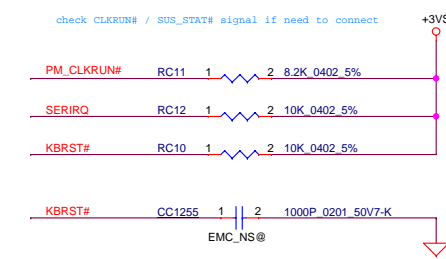 check CLKRUN# / SUS_STAT# signal if need to connect +3VS
PM_CLKRUN# RC11 1 2 8.2K_0402_5%
SERIRQ RC12 1 2 10K_0402_5%
KBRST# RC10 1 2 10K_0402_5%
KBRST# CC1255 1 2 1000P_0201_50V7-K
EMC_NS@